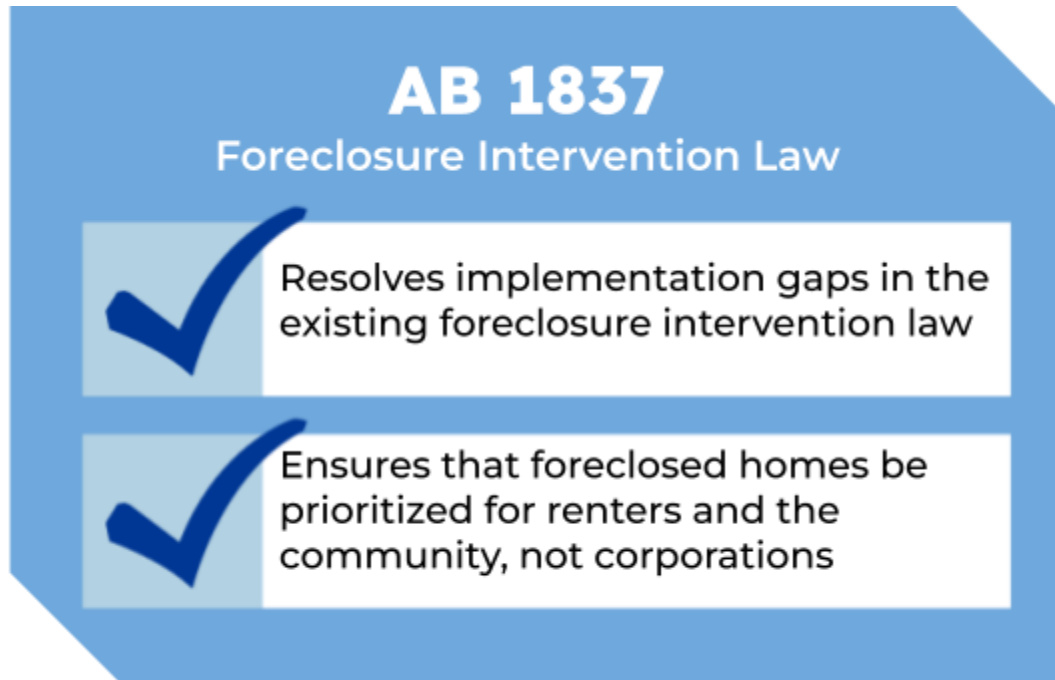 AB 1837
Foreclosure Intervention Law
Resolves implementation gaps in the
existing foreclosure intervention law
Ensures that foreclosed homes be
prioritized for renters and the
community, not corporations